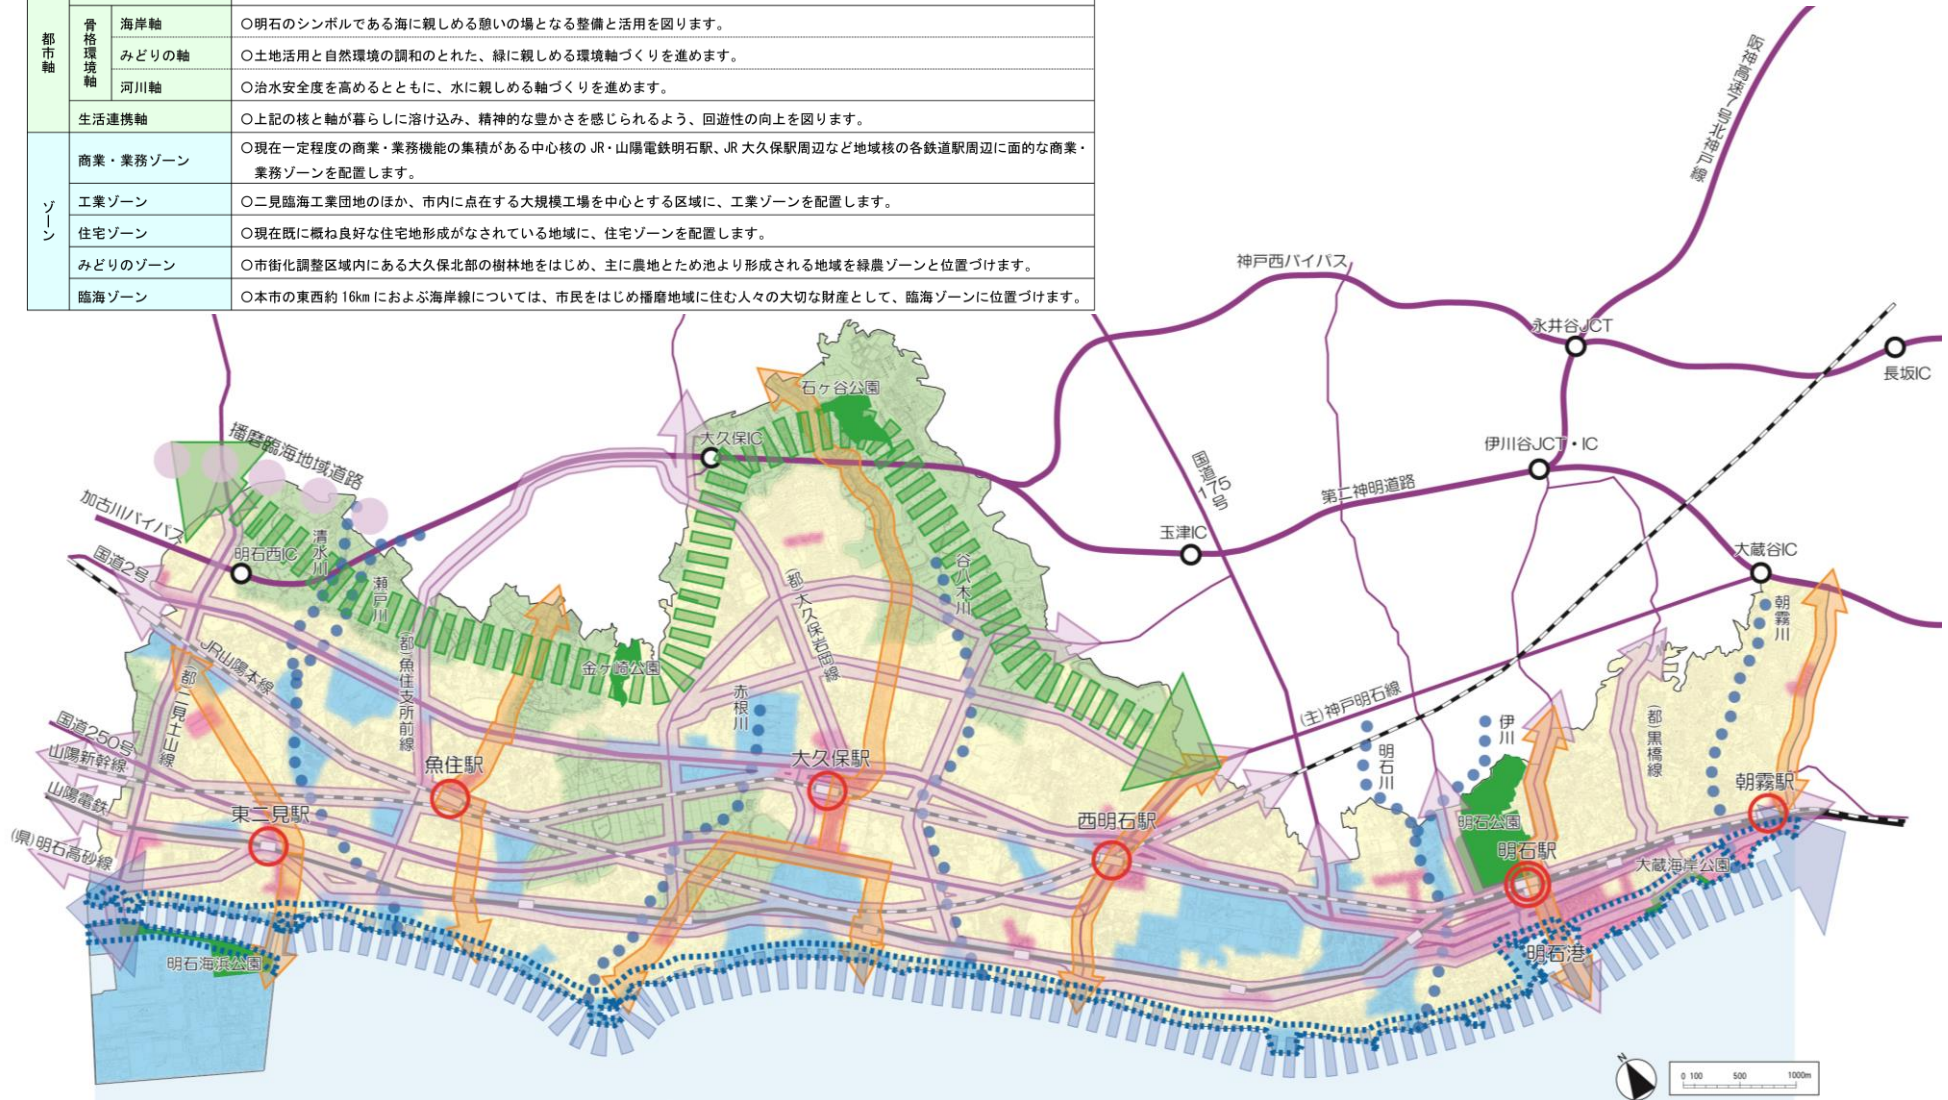 都市軸
骨格環境軸
海岸軸
○明石のシンボルである海に親しめる憩いの場となる整備と活用を図ります。
みどりの軸
○土地活用と自然環境の調和のとれた、緑に親しめる環境軸づくりを進めます。
河川軸
○治水安全度を高めるとともに、水に親しめる軸づくりを進めます。
生活連携軸
○上記の核と軸が暮らしに溶け込み、精神的な豊かさを感じられるよう、回遊性の向上を図ります。
ゾーン
商業・業務ゾーン
○現在一定程度の商業・業務機能の集積がある中心核の JR・山陽電鉄明石駅、JR 大久保駅周辺など地域核の各鉄道駅周辺に面的な商業・
業務ゾーンを配置します。
工業ゾーン
○二見臨海工業団地のほか、市内に点在する大規模工場を中心とする区域に、工業ゾーンを配置します。
住宅ゾーン
○現在既に概ね良好な住宅地形成がなされている地域に、住宅ゾーンを配置します。
みどりのゾーン
○市街化調整区域内にある大久保北部の樹林地をはじめ、主に農地とため池より形成される地域を緑農ゾーンと位置づけます。
臨海ゾーン
○本市の東西約 16km におよぶ海岸線については、市民をはじめ播磨地域に住む人々の大切な財産として、臨海ゾーンに位置づけます。
阪神高速7号北神戸線
神戸西バイパス
永井谷JCT
長坂IC
石ヶ谷公園
播磨臨海地域道路
大久保IC
伊川谷JCT・IC
国道175号
第二神明道路
加古川バイパス
清水川
明石西IC
玉津IC
大蔵谷IC
国道2号
瀬戸川
谷八木川
(都)大久保岩岡線
朝霧川
JR山陽本線
(都)魚住支所前線
金ヶ崎公園
(都)二見土山線
赤根川
(主)神戸明石線
伊川
(都)黒橋線
国道250号
山陽新幹線
魚住駅
大久保駅
明石川
朝霧駅
山陽電鉄
東二見駅
西明石駅
明石公園
(県)明石高砂線
明石駅
大蔵海岸公園
明石海浜公園
明石港
N
0 100 500 1000m